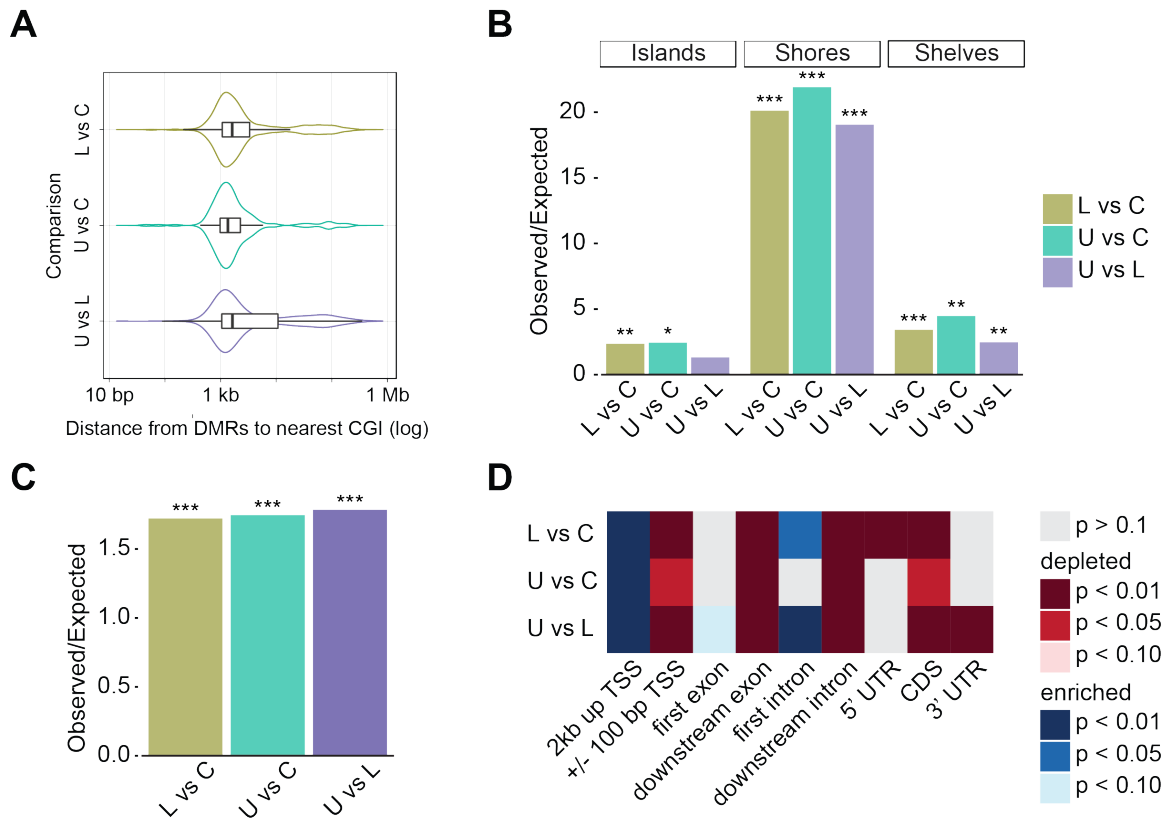 A
Comparison
L vs C
U vs C
U vs L
10 bp
1 kb
1 Mb
Distance from DMRs to nearest CGI (log)
B
Islands
Shores
Shelves
Observed/Expected
20
15
10
5
0
**
*
***
***
***
***
**
**
L vs C
U vs C
U vs L
L vs C
U vs C
U vs L
L vs C
U vs C
U vs L
L vs C
U vs C
U vs L
C
Observed/Expected
1.5
1.0
0.5
0.0
***
***
***
L vs C
U vs C
U vs L
D
L vs C
U vs C
U vs L
2kb up TSS
+/- 100 bp TSS
first exon
downstream exon
first intron
downstream intron
5' UTR
CDS
3' UTR
p > 0.1
depleted
p < 0.01
p < 0.05
p < 0.10
enriched
p < 0.01
p < 0.05
p < 0.10